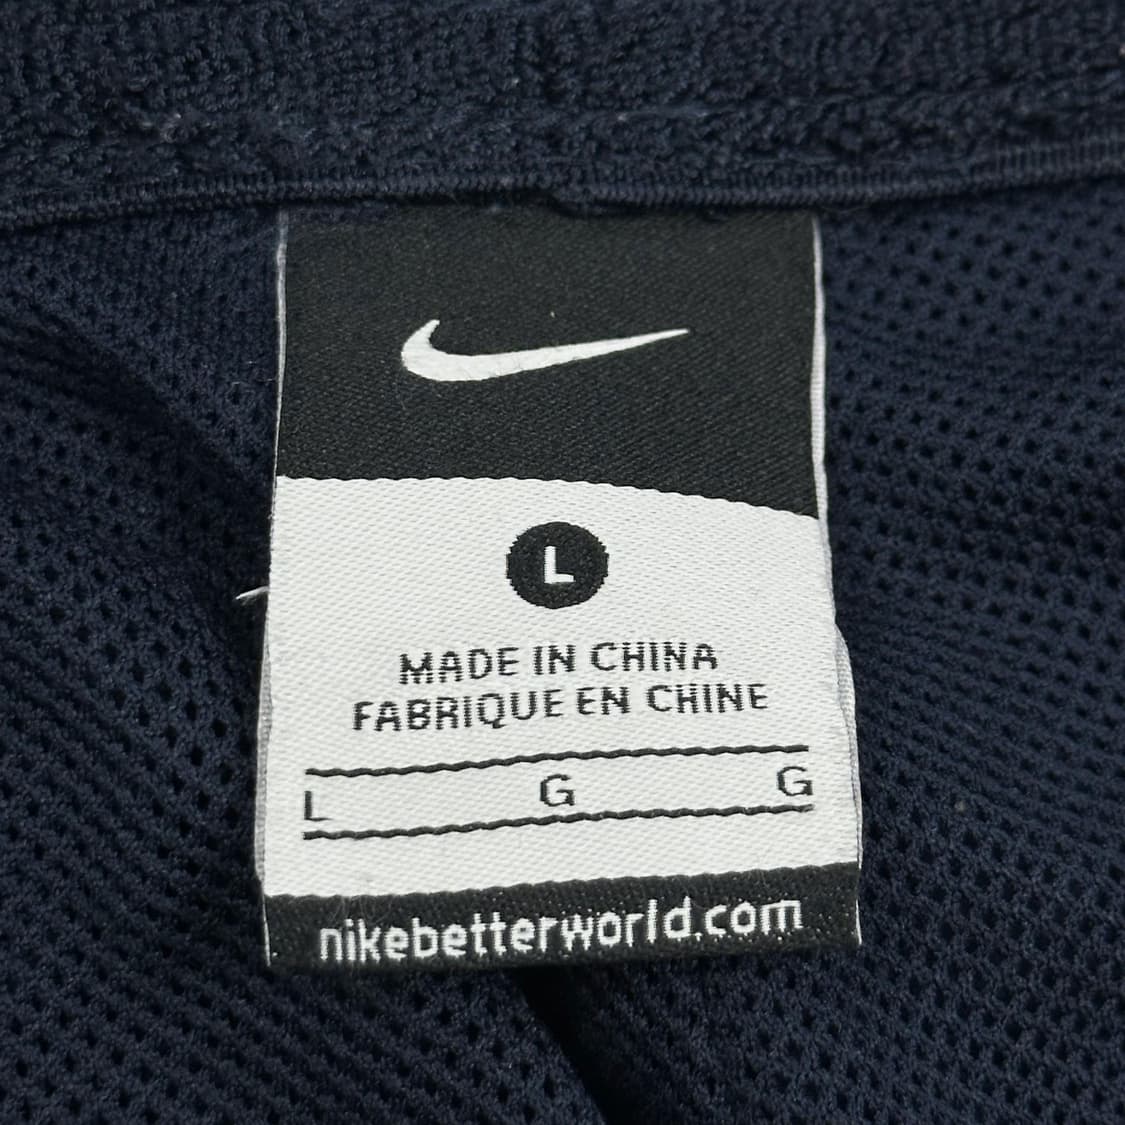 L
MADE IN CHINA
FABRIQUE EN CHINE
L G G
nikebetterworld.com